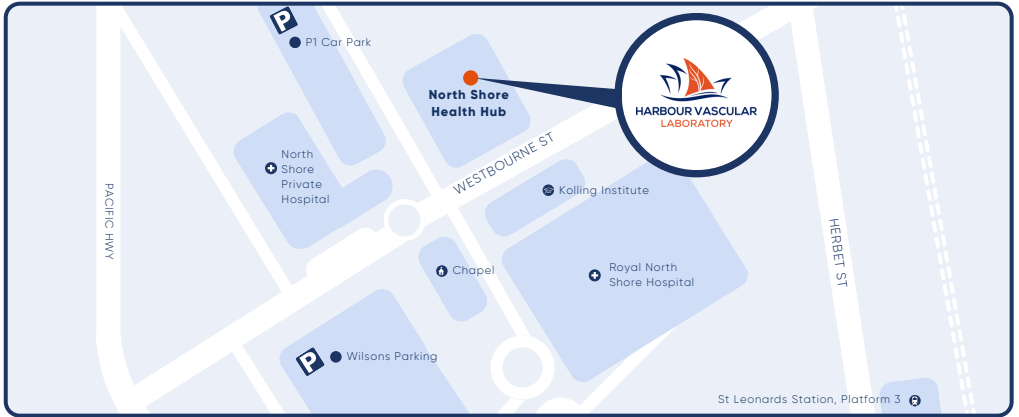 P
P1 Car Park
North Shore
Health Hub
HARBOUR VASCULAR
LABORATORY
WESTBOURNE ST
North
Shore
Private
Hospital
PACIFIC HWY
Kolling Institute
HERBET ST
Chapel
Royal North
Shore Hospital
P
Wilsons Parking
St Leonards Station, Platform 3